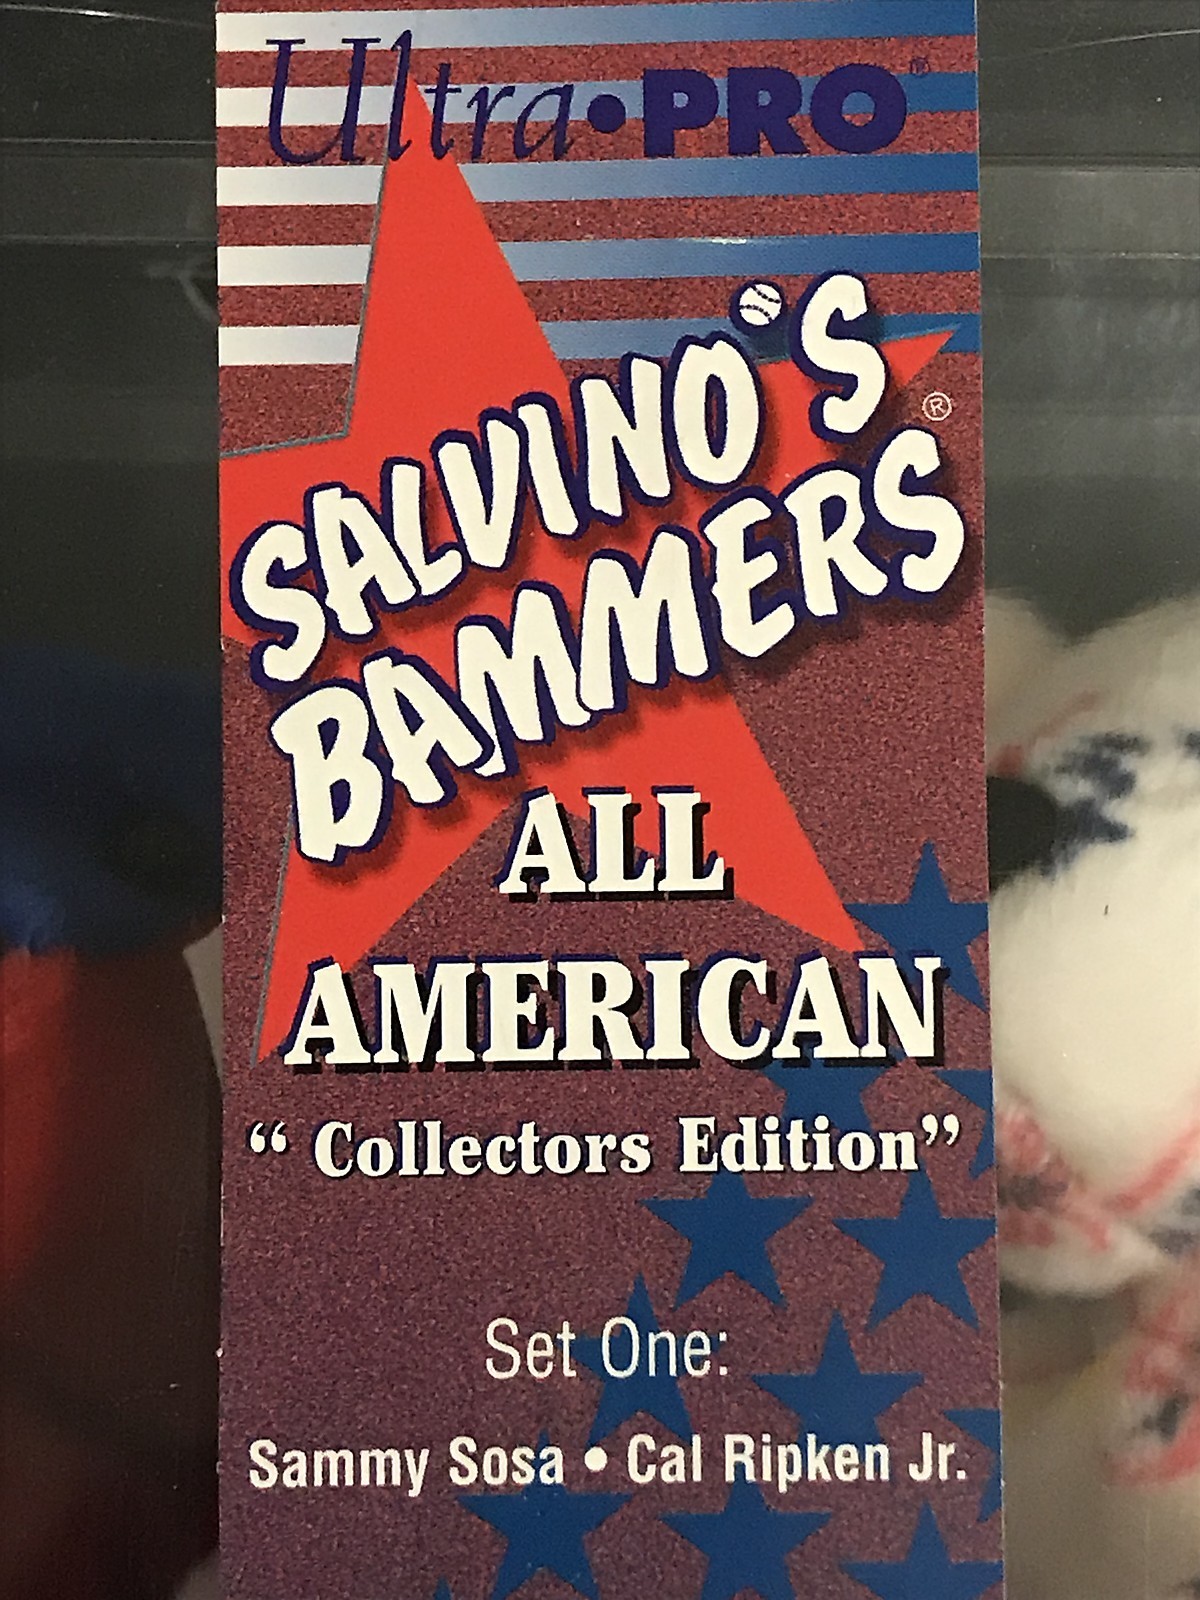 Ultra•PRO®
SALVINO'S
BAMMERS®
ALL
AMERICAN
“ Collectors Edition”
Set One:
Sammy Sosa • Cal Ripken Jr.